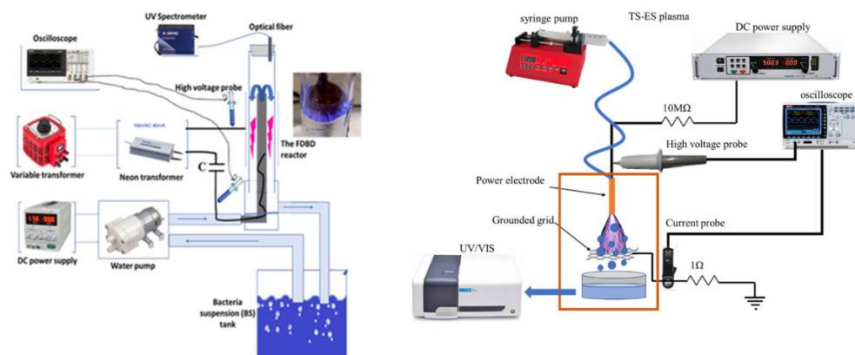 UV Spectrometer
Optical fiber
Oscilloscope
High voltage probe
The FDBD
reactor
C
Variable transformer
Neon transformer
DC power supply
Water pump
Bacteria
suspension (BS)
tank
syringe pump
TS-ES plasma
DC power supply
oscilloscope
10MΩ
High voltage probe
Power electrode
Grounded grid
Current probe
UV/VIS
1Ω